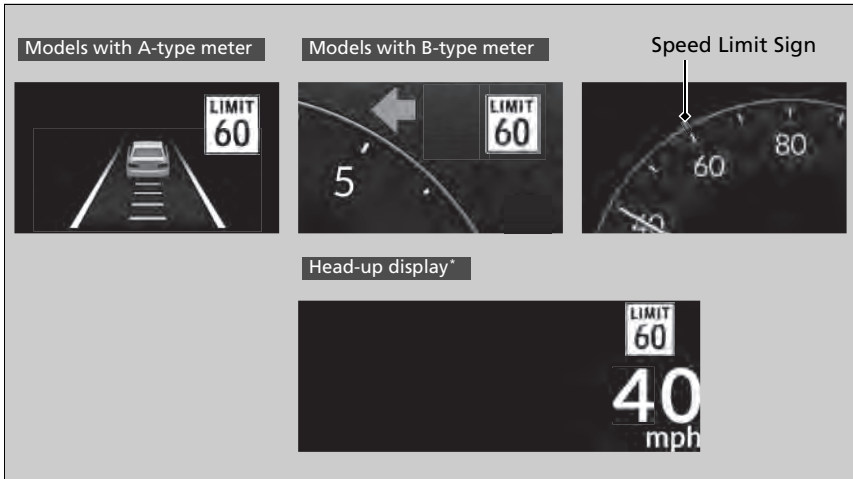 Models with A-type meter
Models with B-type meter
Speed Limit Sign
LIMIT
60
LIMIT
60
5
40
60
80
Head-up display*
LIMIT
60
40
mph